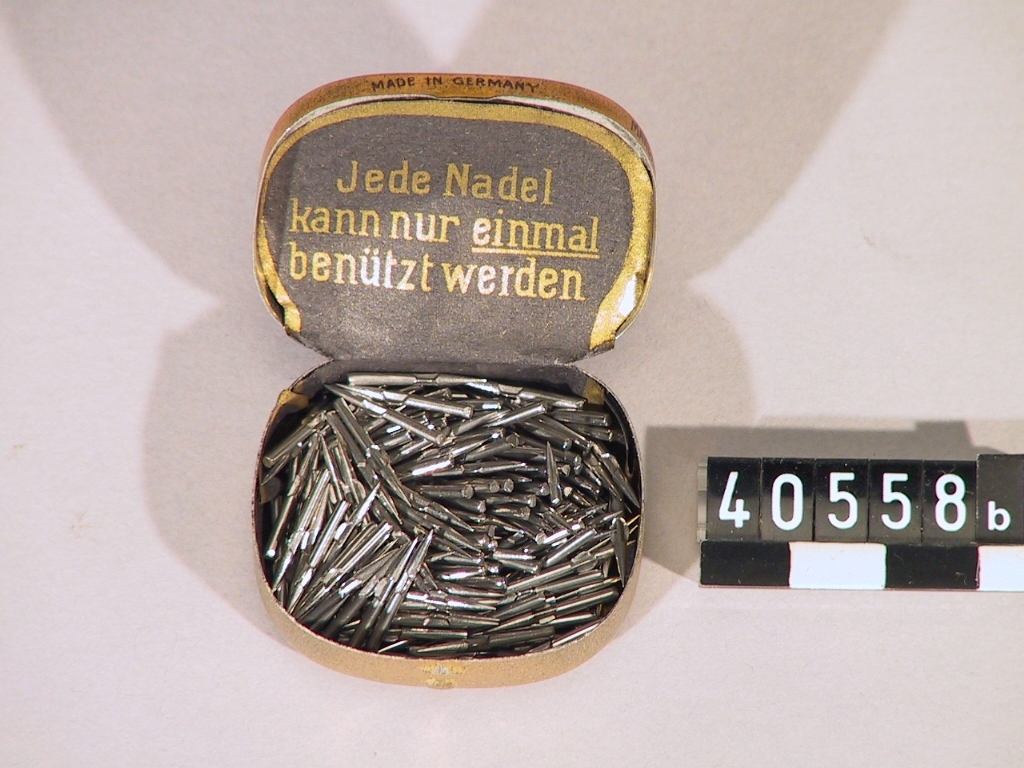 MADE IN GERMANY
Jede Nadel
kann nur einmal
benützt werden
40558b